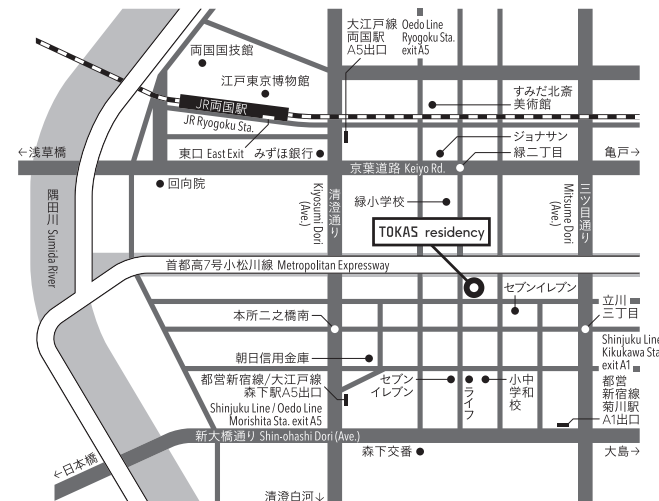 大江戸線 Oedo Line
両国駅 Ryogoku Sta.
A5出口 exitA5
両国国技館
江戸東京博物館
すみだ北斎
美術館
JR両国駅
JR Ryogoku Sta.
ジョナサン
東口 East Exit
みずほ銀行
緑二丁目
←浅草橋
亀戸→
京葉道路 Keiyo Rd.
回向院
隅田川 Sumida River
清澄通り
Kiyosumi Dori
(Ave.)
緑小学校
三ツ目通り
Mitsume Dori
(Ave.)
TOKAS residency
首都高7号小松川線 Metropolitan Expressway
セブンイレブン
本所二之橋南
立川
三丁目
朝日信用金庫
Shinjuku Line
Kikukawa Sta.
exit A1
都営新宿線/大江戸線
森下駅A5出口
セブン
イレブン
ライフ
小中
学和
校
都営
新宿線
菊川駅
A1出口
Shinjuku Line / Oedo Line
Morishita Sta. exit A5
新大橋通り Shin-ohashi Dori (Ave.)
←日本橋
森下交番
大島→
清澄白河↓